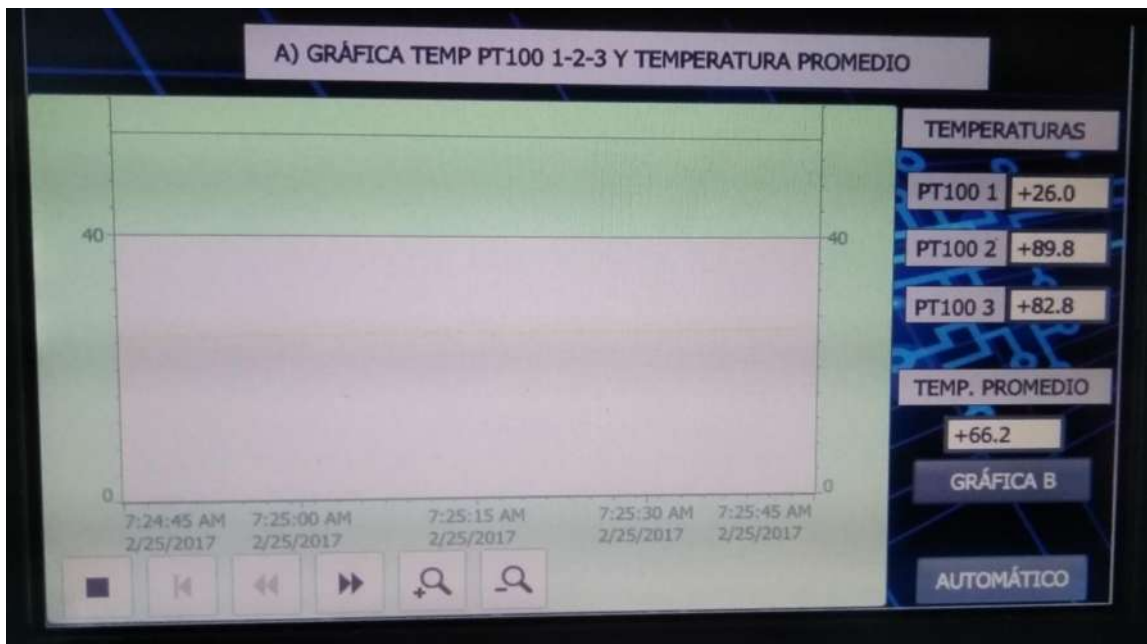 A) GRÁFICA TEMP PT100 1-2-3 Y TEMPERATURA PROMEDIO
TEMPERATURAS
PT100 1 +26.0
40 40
PT100 2 +89.8
PT100 3 +82.8
TEMP. PROMEDIO
+66.2
GRÁFICA B
0 0
7:24:45 AM 7:25:00 AM 7:25:15 AM 7:25:30 AM 7:25:45 AM
2/25/2017 2/25/2017 2/25/2017 2/25/2017 2/25/2017
AUTOMÁTICO